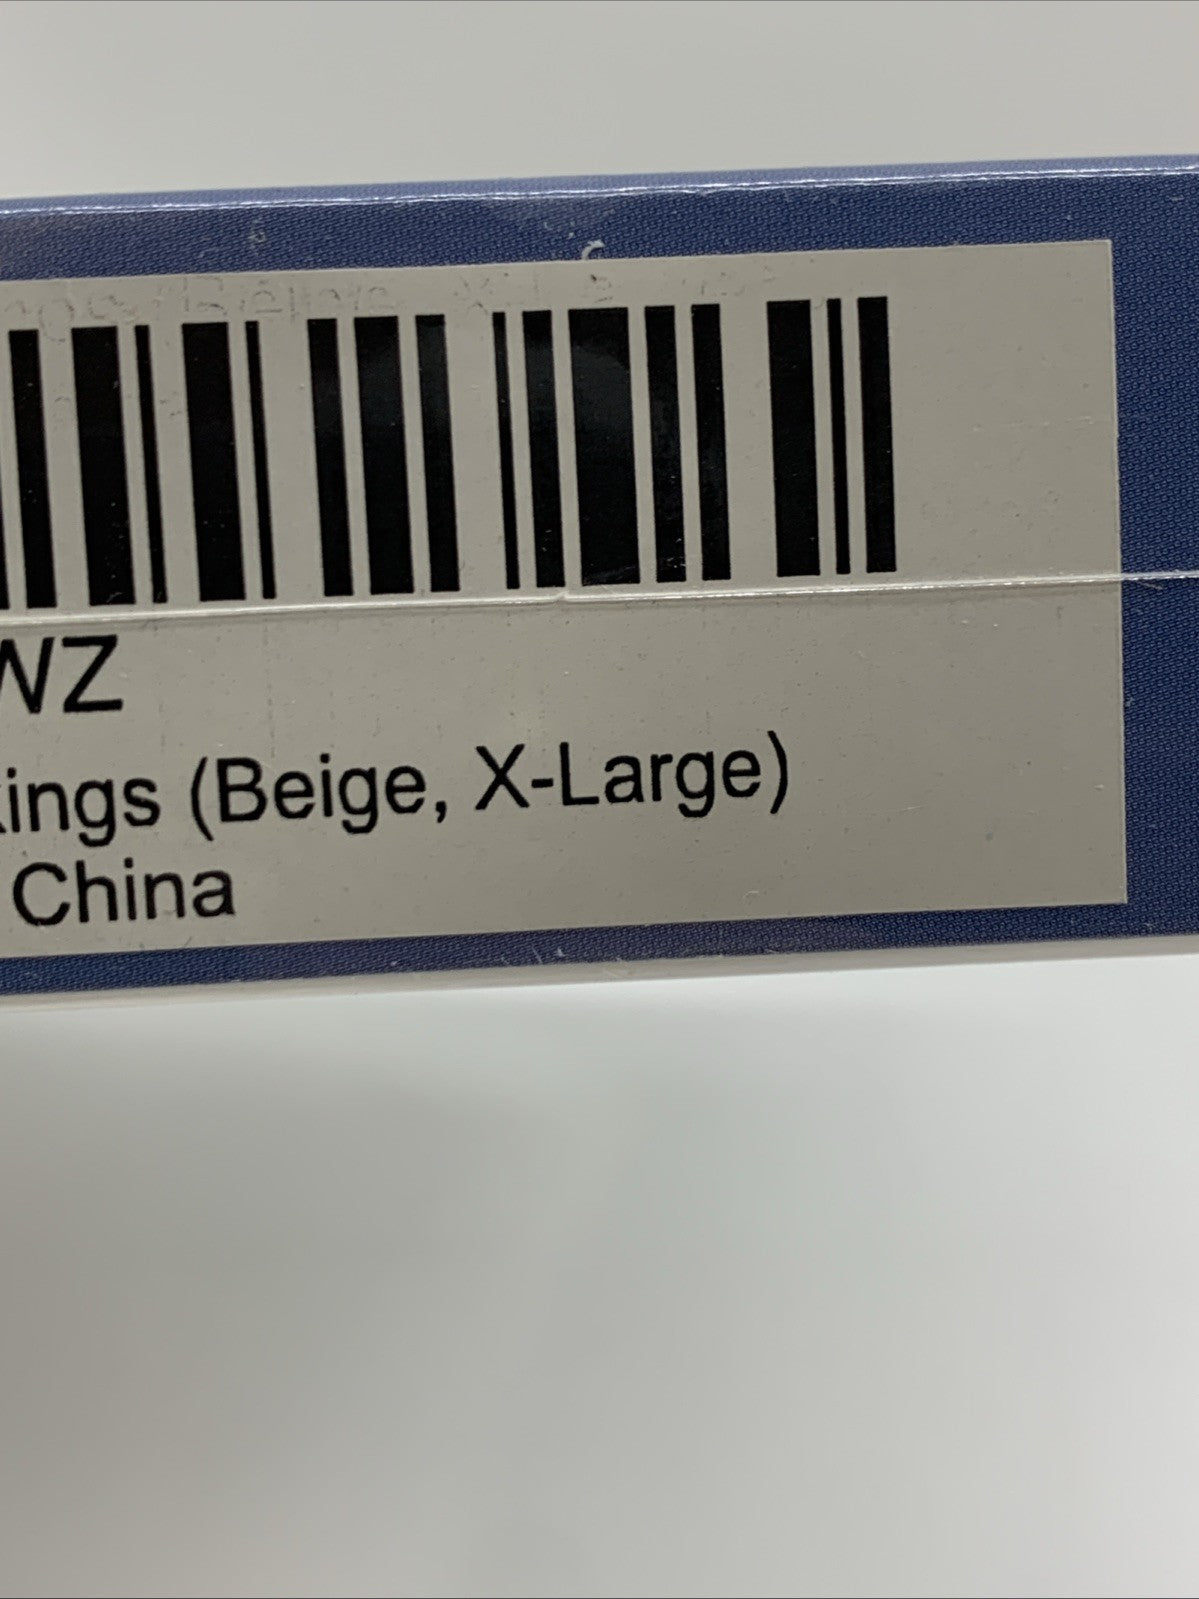 WZ
kings (Beige, X-Large)
China